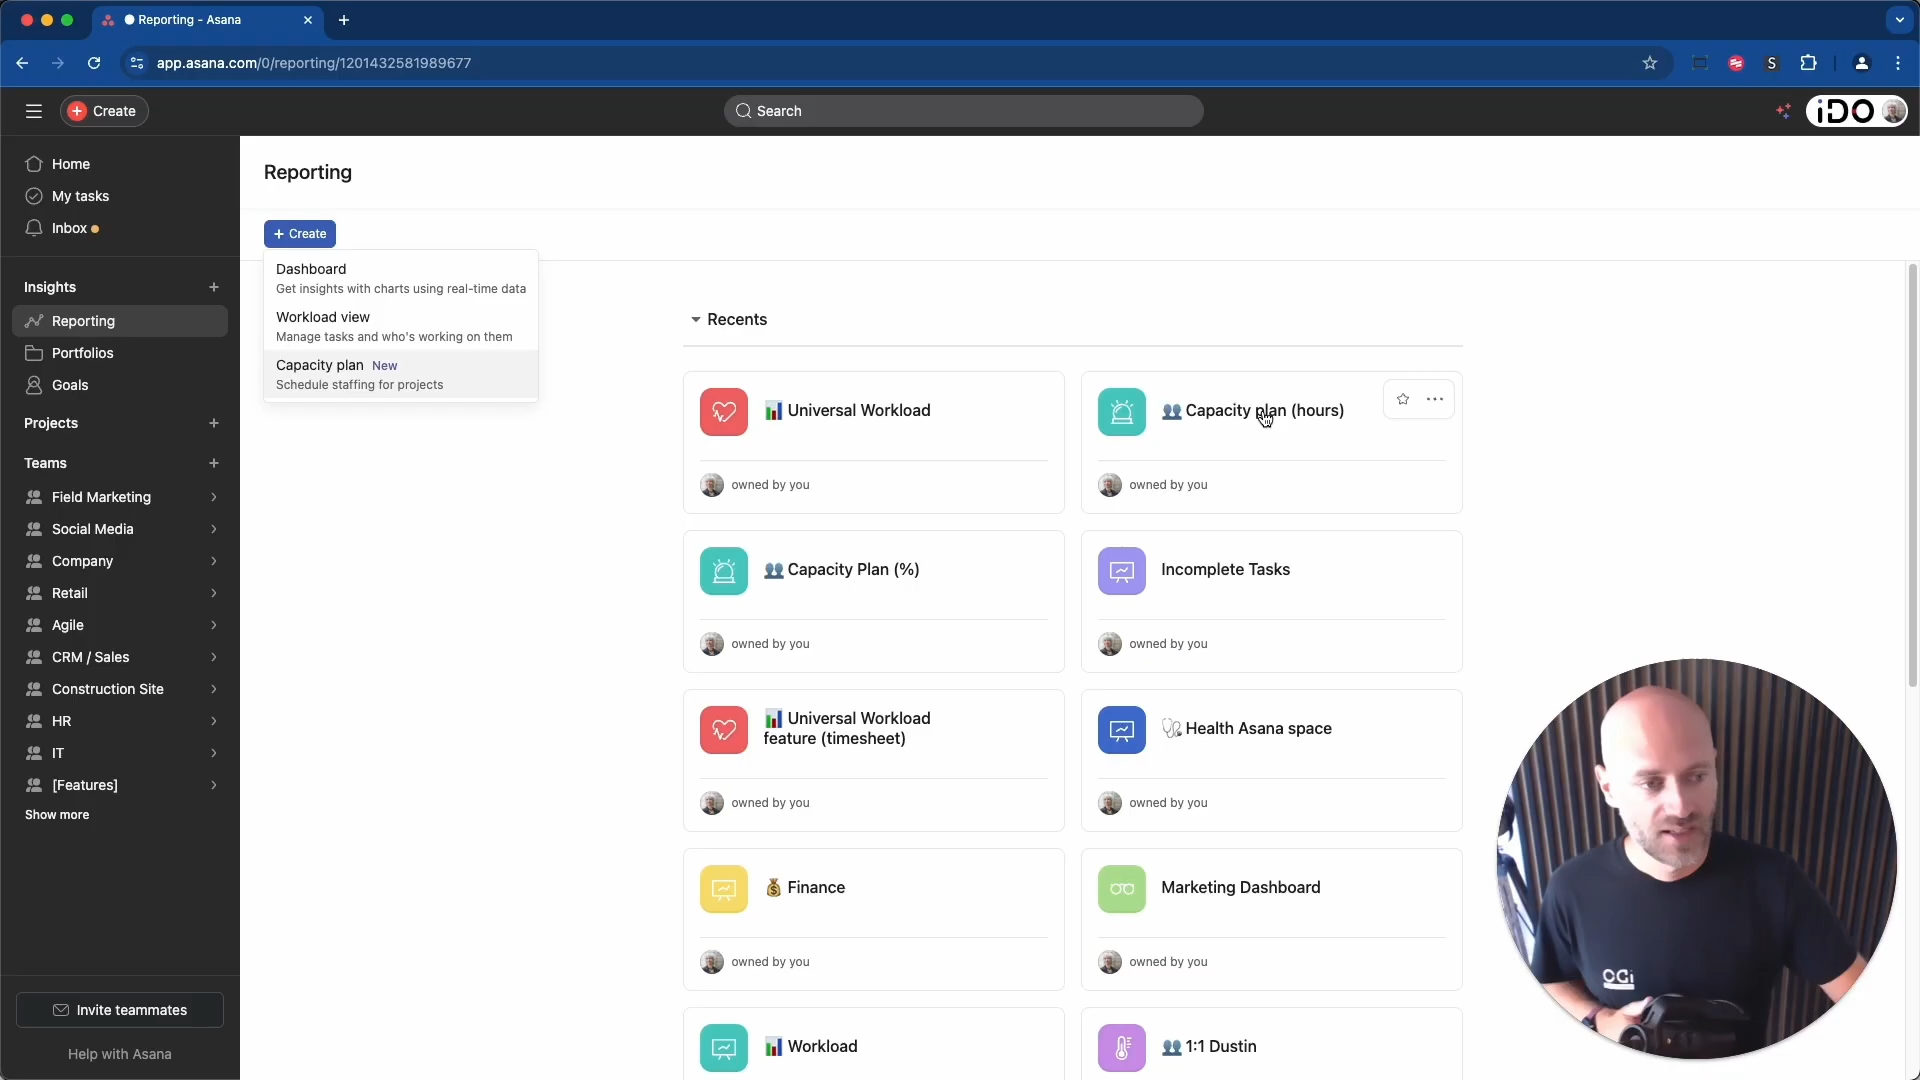 Reporting - Asana
app.asana.com/0/reporting/1201432581989677
Create
Search
iDO
Home
My tasks
Inbox
Insights
Reporting
Portfolios
Goals
Projects
Teams
Field Marketing
Social Media
Company
Retail
Agile
CRM / Sales
Construction Site
HR
IT
[Features]
Show more
Invite teammates
Help with Asana
Reporting
+ Create
Dashboard
Get insights with charts using real-time data
Workload view
Manage tasks and who's working on them
Capacity plan New
Schedule staffing for projects
Recents
Universal Workload
owned by you
Capacity plan (hours)
owned by you
Capacity Plan (%)
owned by you
Incomplete Tasks
owned by you
Universal Workload
feature (timesheet)
owned by you
Health Asana space
owned by you
Finance
owned by you
Marketing Dashboard
owned by you
Workload
1:1 Dustin